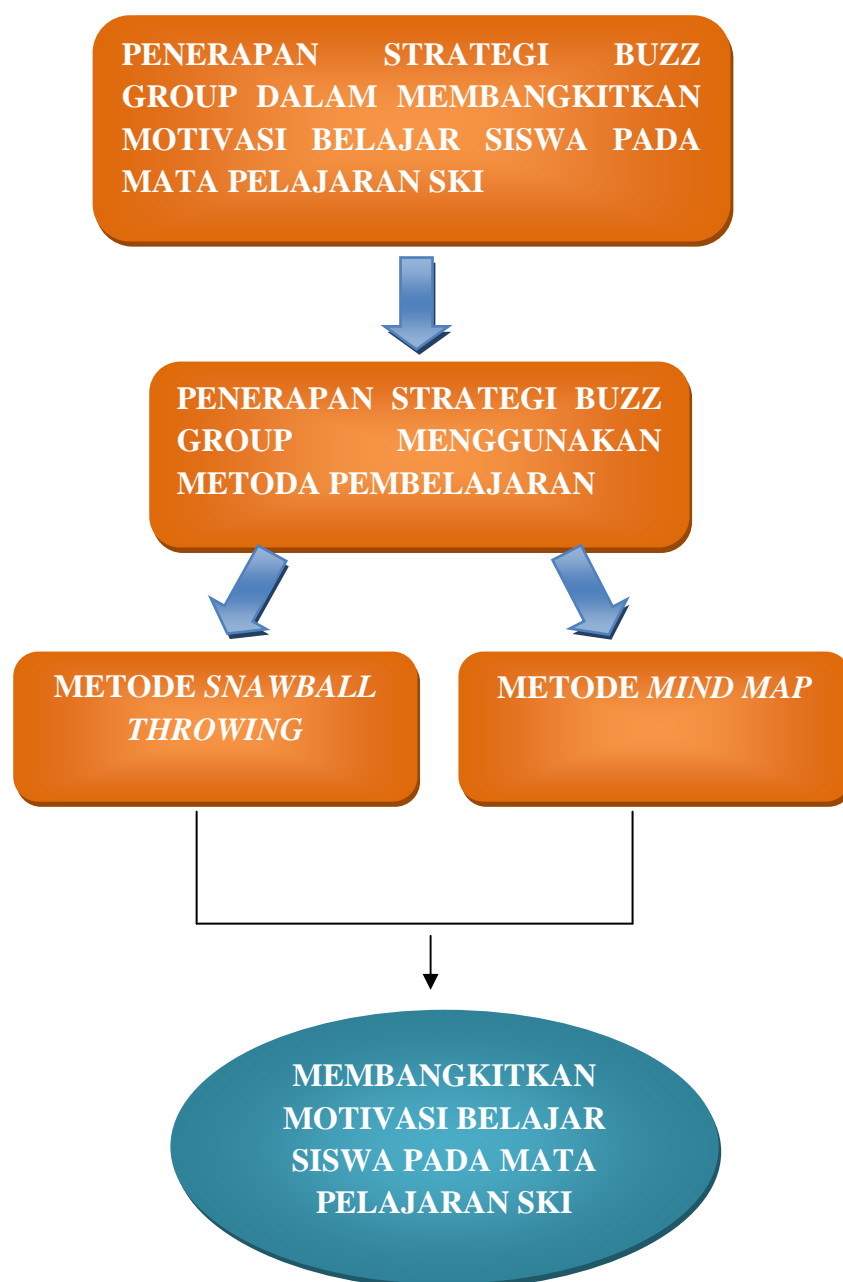 PENERAPAN STRATEGI BUZZ
GROUP DALAM MEMBANGKITKAN
MOTIVASI BELAJAR SISWA PADA
MATA PELAJARAN SKI
PENERAPAN STRATEGI BUZZ
GROUP MENGGUNAKAN
METODA PEMBELAJARAN
METODE SNAWBALL
THROWING
METODE MIND MAP
MEMBANGKITKAN
MOTIVASI BELAJAR
SISWA PADA MATA
PELAJARAN SKI